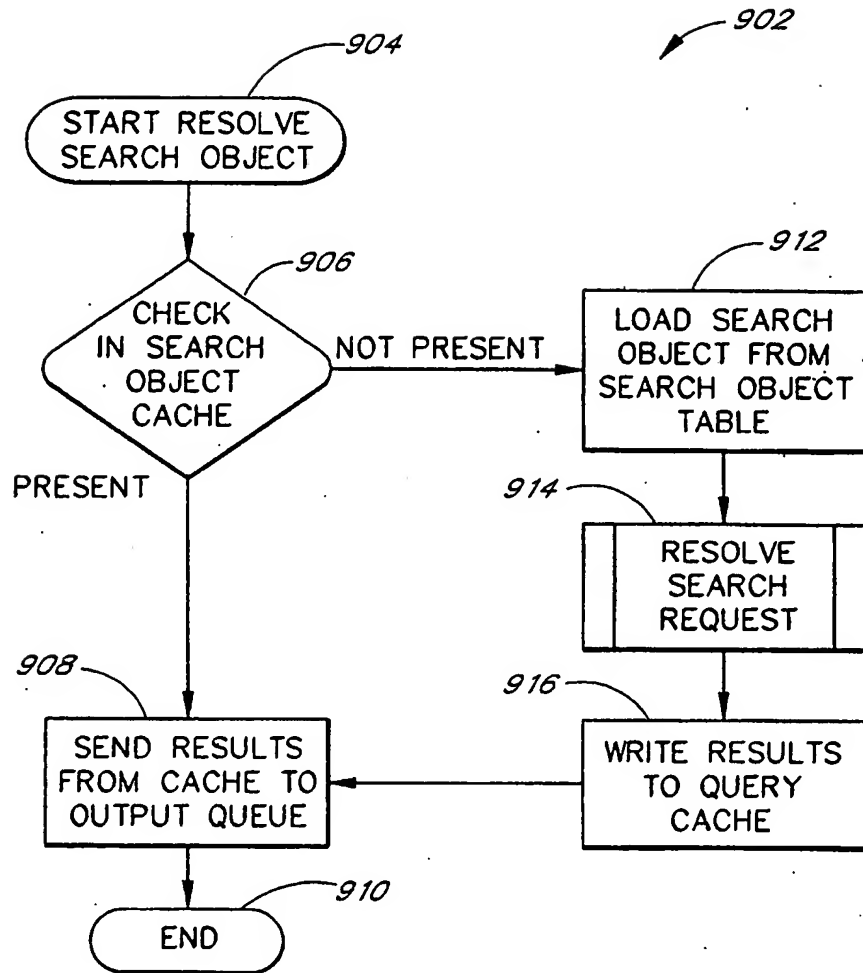 902
904
START RESOLVE
SEARCH OBJECT
906
CHECK
IN SEARCH
OBJECT
CACHE
NOT PRESENT
PRESENT
912
LOAD SEARCH
OBJECT FROM
SEARCH OBJECT
TABLE
914
RESOLVE
SEARCH
REQUEST
916
WRITE RESULTS
TO QUERY
CACHE
908
SEND RESULTS
FROM CACHE TO
OUTPUT QUEUE
910
END